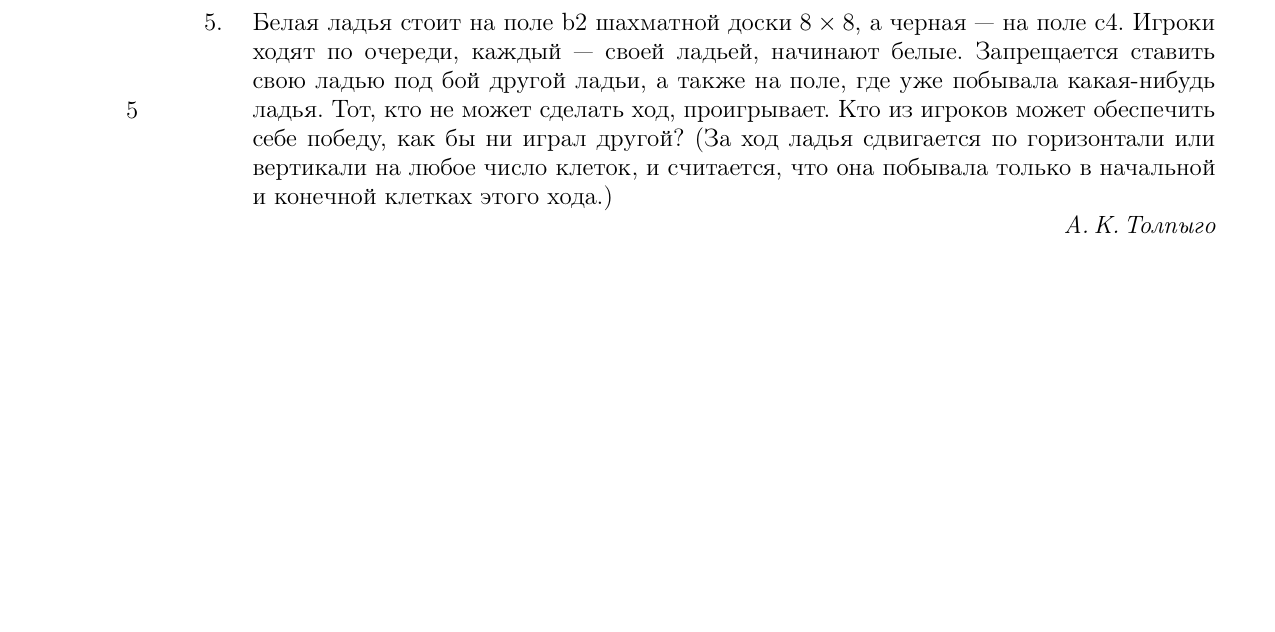 5. Белая ладья стоит на поле b2 шахматной доски 8 × 8, а черная — на поле c4. Игроки
ходят по очереди, каждый — своей ладьей, начинают белые. Запрещается ставить
свою ладью под бой другой ладьи, а также на поле, где уже побывала какая-нибудь
5 ладья. Тот, кто не может сделать ход, проигрывает. Кто из игроков может обеспечить
себе победу, как бы ни играл другой? (За ход ладья сдвигается по горизонтали или
вертикали на любое число клеток, и считается, что она побывала только в начальной
и конечной клетках этого хода.)
А. К. Толпыго